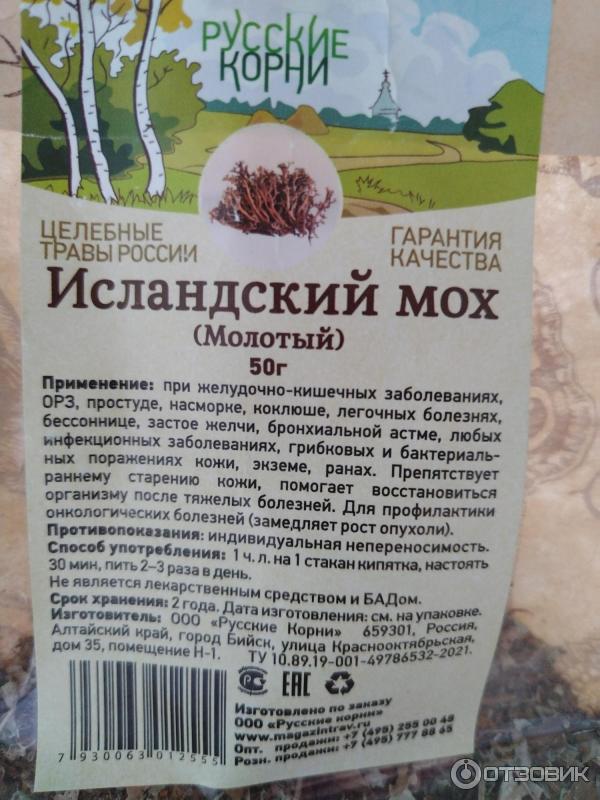 РУССКИЕ
КОРНИ
ЦЕЛЕБНЫЕ
ТРАВЫ РОССИИ
ГАРАНТИЯ
КАЧЕСТВА
Исландский мох
(Молотый)
50г
Применение: при желудочно-кишечных заболеваниях,
ОРЗ, простуде, насморке, коклюше, легочных болезнях,
бессоннице, застое желчи, бронхиальной астме, любых
инфекционных заболеваниях, грибковых и бактериаль-
ных поражениях кожи, экземе, ранах. Препятствует
раннему старению кожи, помогает восстановиться
организму после тяжелых болезней. Для профилактики
онкологических болезней (замедляет рост опухоли).
Противопоказания: индивидуальная непереносимость.
Способ употребления: 1 ч. л. на 1 стакан кипятка, настоять
30 мин, пить 2–3 раза в день.
Не является лекарственным средством и БАДом.
Срок хранения: 2 года. Дата изготовления: см. на упаковке.
Изготовитель: ООО «Русские Корни» 659301, Россия,
Алтайский край, город Бийск, улица Краснооктябрьская,
дом 35, помещение Н-1. ТУ 10.89.19-001-49786532-2021.
РСТ EAC
Изготовлено по заказу
ООО «Русские корни»
www.magazintrav.ru
Опт. продажи: +7 (495) 255 00 48
Розн. продажи: +7 (495) 777 88 65
7 930063 012555
ОТЗОВИК